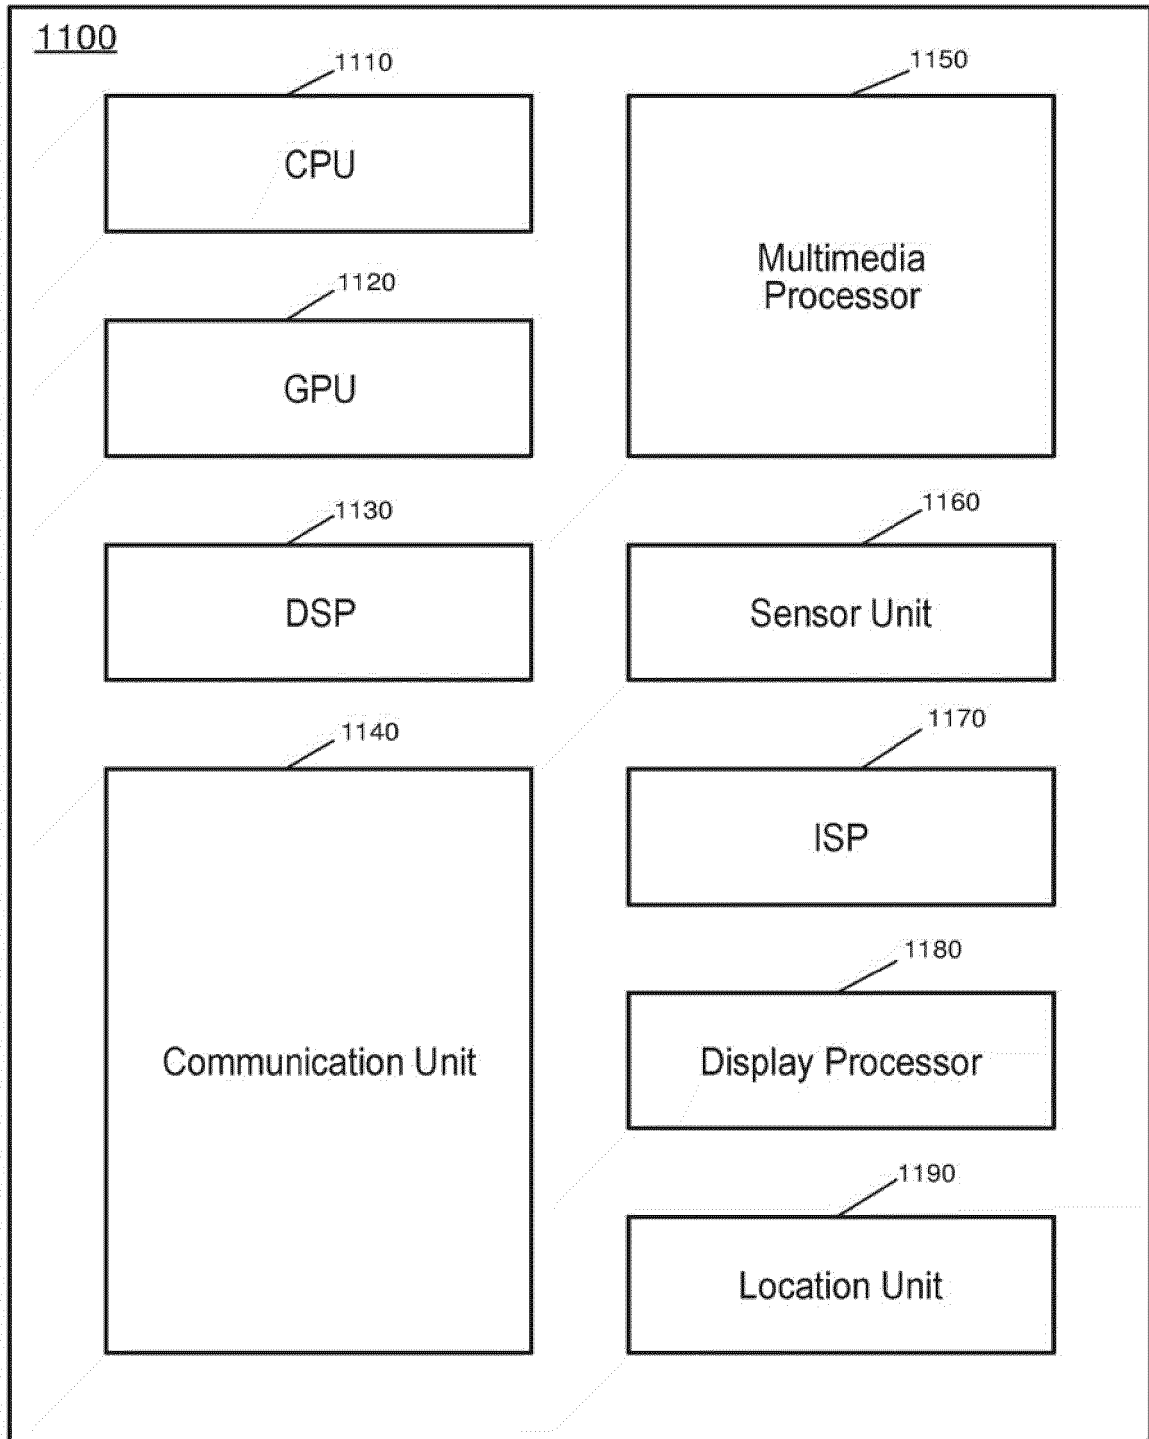 1100
1110
CPU
1120
GPU
1130
DSP
1140
Communication Unit
1150
Multimedia
Processor
1160
Sensor Unit
1170
ISP
1180
Display Processor
1190
Location Unit